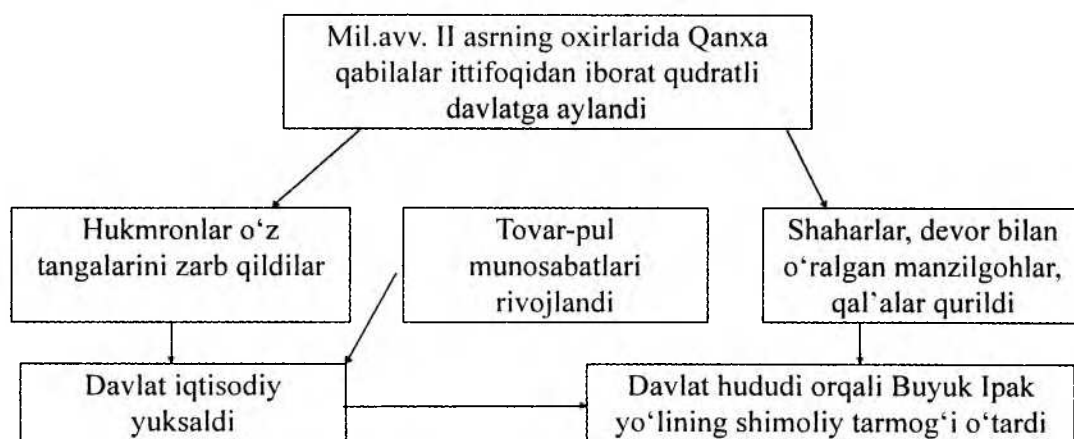 Mil.avv. II asrning oxirlarida Qanxa
qabilalar ittifoqidan iborat qudratli
davlatga aylandi
Hukmronlar o‘z
tangalarini zarb qildilar
Tovar-pul
munosabatlari
rivojlandi
Shaharlar, devor bilan
o‘ralgan manzilgohlar,
qal’alar qurildi
Davlat iqtisodiy
yuksaldi
Davlat hududi orqali Buyuk Ipak
yo‘lining shimoliy tarmog‘i o‘tardi